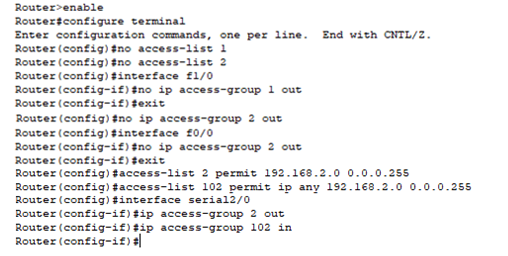 Router>enable
Router#configure terminal
Enter configuration commands, one per line.  End with CNTL/Z.
Router(config)#no access-list 1
Router(config)#no access-list 2
Router(config)#interface f1/0
Router(config-if)#no ip access-group 1 out
Router(config-if)#exit
Router(config)#no ip access-group 2 out
Router(config)#interface f0/0
Router(config-if)#no ip access-group 2 out
Router(config-if)#exit
Router(config)#access-list 2 permit 192.168.2.0 0.0.0.255
Router(config)#access-list 102 permit ip any 192.168.2.0 0.0.0.255
Router(config)#interface serial2/0
Router(config-if)#ip access-group 2 out
Router(config-if)#ip access-group 102 in
Router(config-if)#